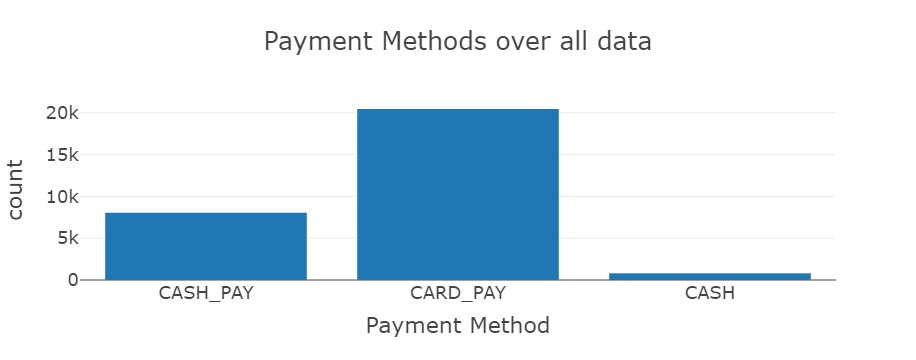 Payment Methods over all data
count
20k
15k
10k
5k
0
CASH_PAY
CARD_PAY
CASH
Payment Method